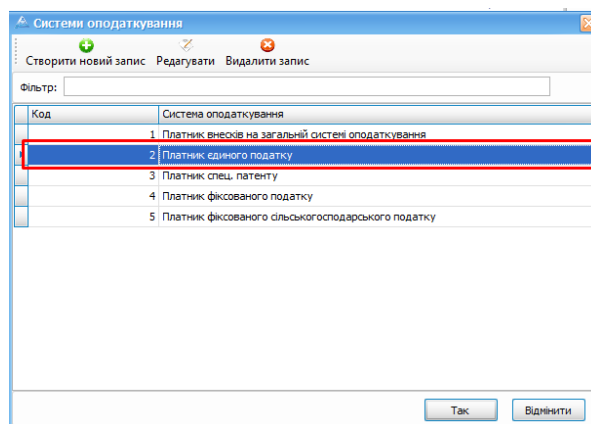 Системи оподаткування
Створити новий запис Редагувати Видалити запис
Фільтр:
Код Система оподаткування
1 Платник внесків на загальній системі оподаткування
2 Платник єдиного податку
3 Платник спец. патенту
4 Платник фіксованого податку
5 Платник фіксованого сільськогосподарського податку
Так Відмінити